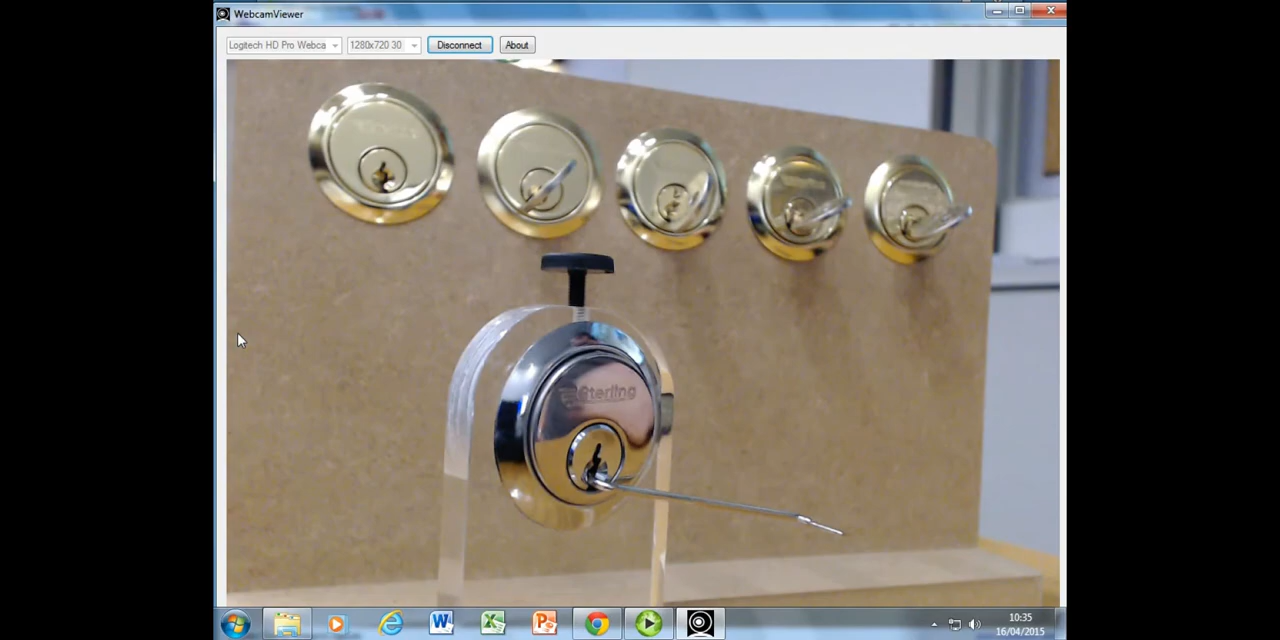 WebcamViewer
Logitech HD Pro Webca
1280x720 30
Disconnect
About
Sterling
10:35
16/04/2015